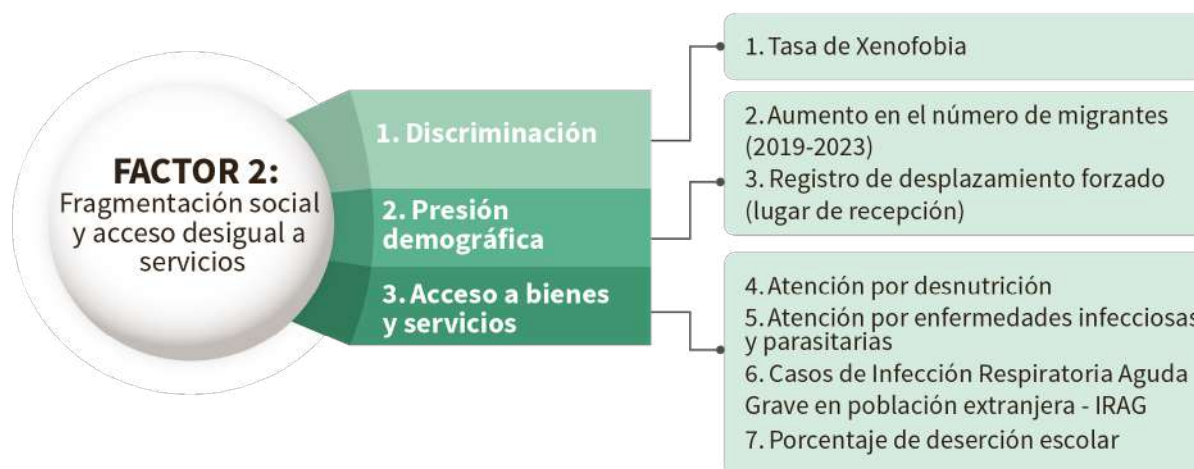 FACTOR 2:
Fragmentación social
y acceso desigual a
servicios
1. Discriminación
2. Presión
demográfica
3. Acceso a bienes
y servicios
1. Tasa de Xenofobia
2. Aumento en el número de migrantes
(2019-2023)
3. Registro de desplazamiento forzado
(lugar de recepción)
4. Atención por desnutrición
5. Atención por enfermedades infecciosas
y parasitarias
6. Casos de Infección Respiratoria Aguda
Grave en población extranjera - IRAG
7. Porcentaje de deserción escolar